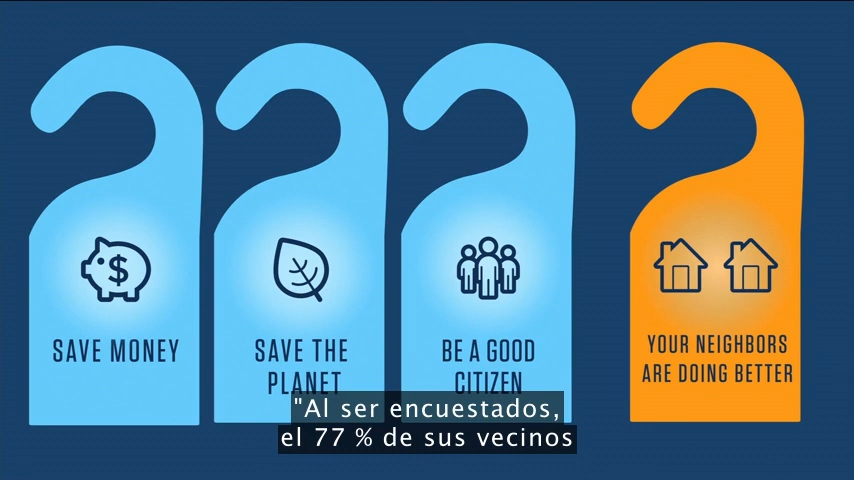 $
SAVE MONEY
SAVE THE
PLANET
BE A GOOD
CITIZEN
YOUR NEIGHBORS
ARE DOING BETTER
"Al ser encuestados,
el 77 % de sus vecinos